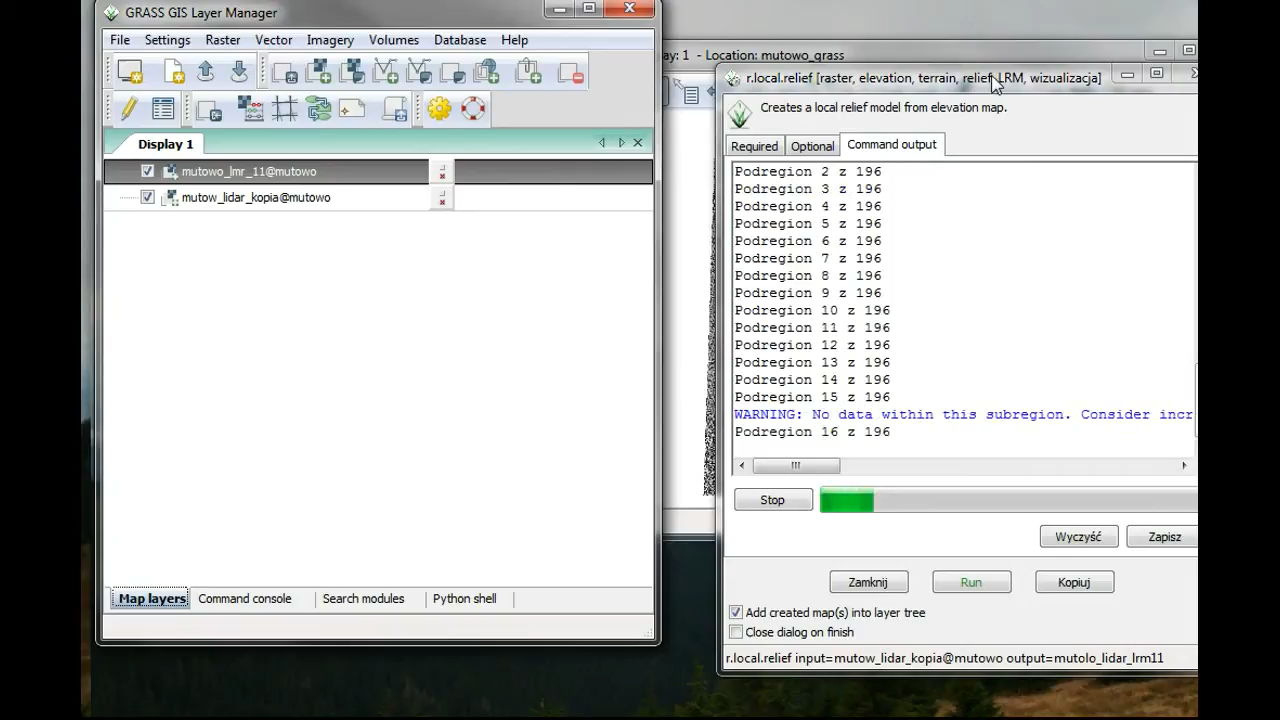 GRASS GIS Layer Manager
File Settings Raster Vector Imagery Volumes Database Help
Display 1
mutowo_lmr_11@mutowo
mutow_lidar_kopia@mutowo
Map layers Command console Search modules Python shell
ay: 1 - Location: mutowo_grass
r.local.relief [raster, elevation, terrain, relief, LRM, wizualizacja]
Creates a local relief model from elevation map.
Required Optional Command output
Podregion 2 z 196
Podregion 3 z 196
Podregion 4 z 196
Podregion 5 z 196
Podregion 6 z 196
Podregion 7 z 196
Podregion 8 z 196
Podregion 9 z 196
Podregion 10 z 196
Podregion 11 z 196
Podregion 12 z 196
Podregion 13 z 196
Podregion 14 z 196
Podregion 15 z 196
WARNING: No data within this subregion. Consider incr
Podregion 16 z 196
Stop
Wyczyść Zapisz
Zamknij Run Kopiuj
Add created map(s) into layer tree
Close dialog on finish
r.local.relief input=mutow_lidar_kopia@mutowo output=mutolo_lidar_lrm11